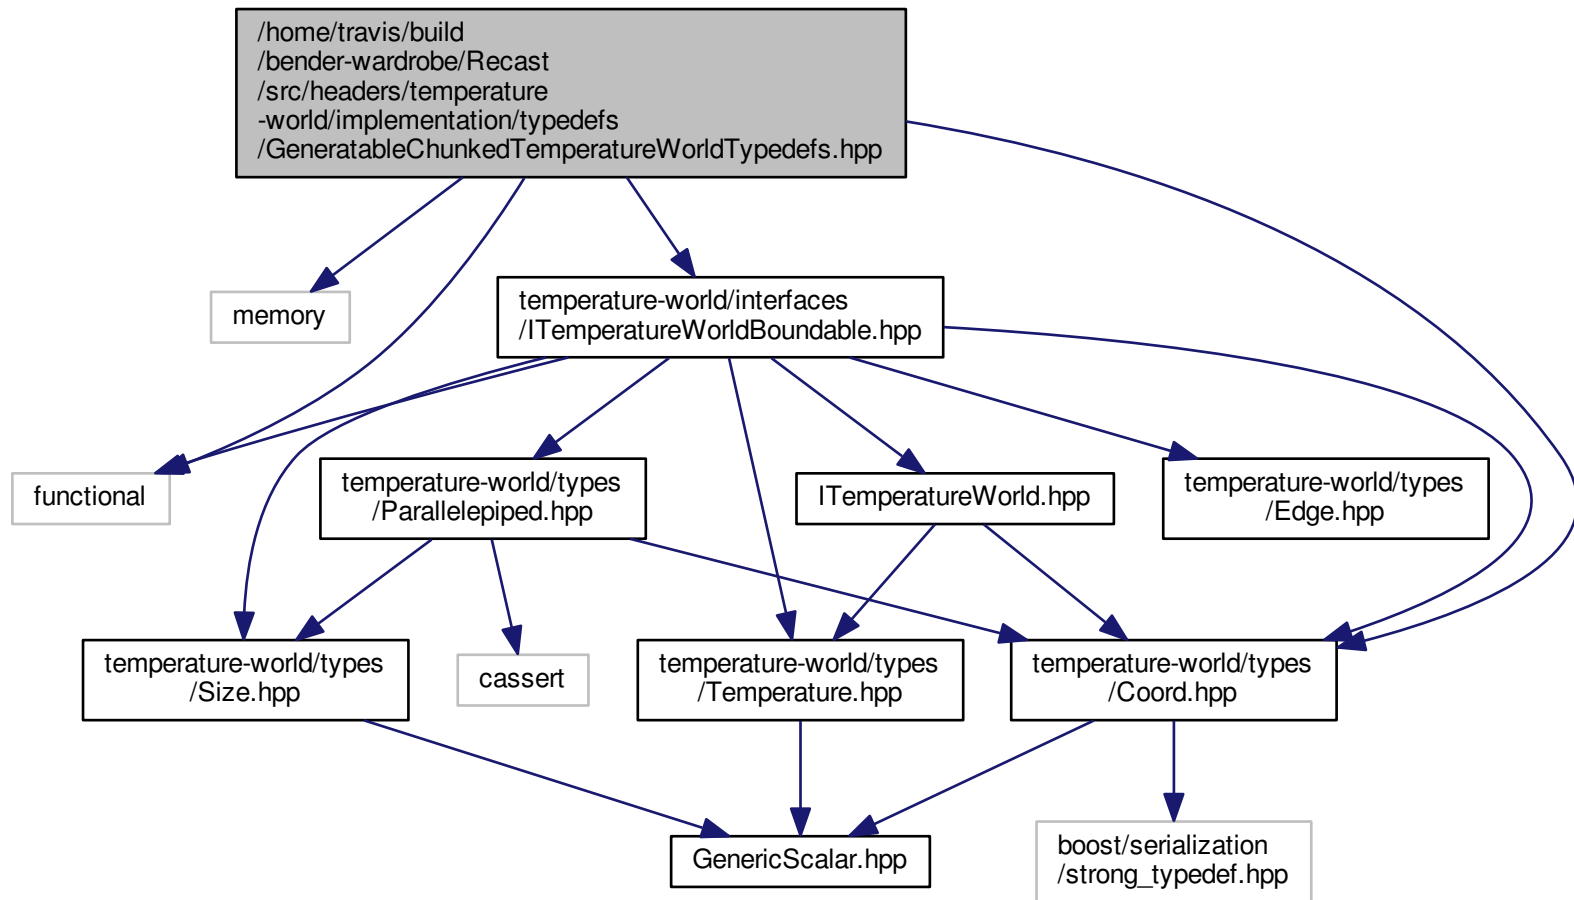 /home/travis/build
/bender-wardrobe/Recast
/src/headers/temperature
-world/implementation/typedefs
/GeneratableChunkedTemperatureWorldTypedefs.hpp
memory
temperature-world/interfaces
/ITemperatureWorldBoundable.hpp
functional
temperature-world/types
/Parallelepiped.hpp
ITemperatureWorld.hpp
temperature-world/types
/Edge.hpp
temperature-world/types
/Size.hpp
cassert
temperature-world/types
/Temperature.hpp
temperature-world/types
/Coord.hpp
GenericScalar.hpp
boost/serialization
/strong_typedef.hpp